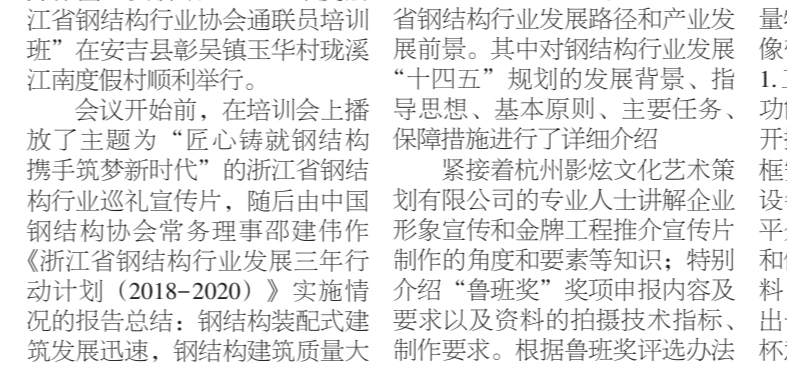 江省钢结构行业协会通联员培训
班”在安吉县彰吴镇玉华村珑溪
江南度假村顺利举行。
会议开始前，在培训会上播
放了主题为“匠心铸就钢结构
携手筑梦新时代”的浙江省钢结
构行业巡礼宣传片，随后由中国
钢结构协会常务理事邵建伟作
《浙江省钢结构行业发展三年行
动计划（2018-2020）》实施情
况的报告总结：钢结构装配式建
筑发展迅速，钢结构建筑质量大
省钢结构行业发展路径和产业发
展前景。其中对钢结构行业发展
“十四五”规划的发展背景、指
导思想、基本原则、主要任务、
保障措施进行了详细介绍
紧接着杭州影炫文化艺术策
划有限公司的专业人士讲解企业
形象宣传和金牌工程推介宣传片
制作的角度和要素等知识；特别
介绍“鲁班奖”奖项申报内容及
要求以及资料的拍摄技术指标、
制作要求。根据鲁班奖评选办法
量
像
1.
功
开
框
设
平
和
料
出
杯